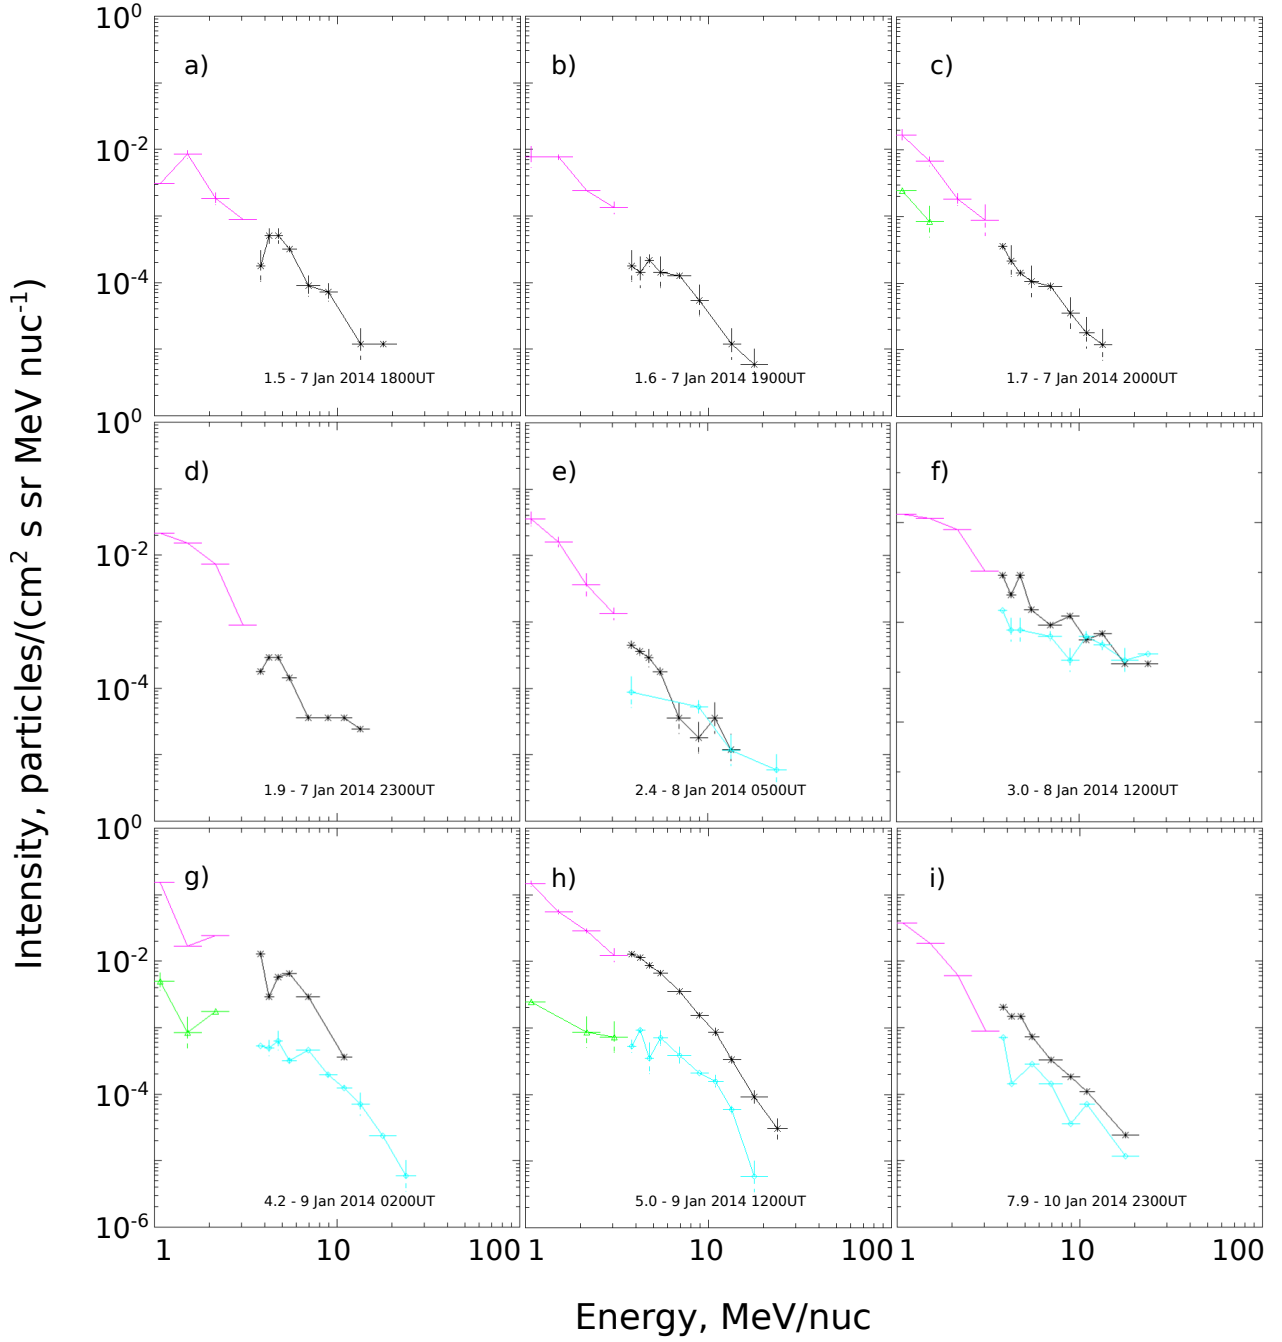 Intensity, particles/(cm² s sr MeV nuc⁻¹)
10⁰
10⁻²
10⁻⁴
10⁰
10⁻²
10⁻⁴
10⁰
10⁻²
10⁻⁴
10⁻⁶
a)
1.5 - 7 Jan 2014 1800UT
b)
1.6 - 7 Jan 2014 1900UT
c)
1.7 - 7 Jan 2014 2000UT
d)
1.9 - 7 Jan 2014 2300UT
e)
2.4 - 8 Jan 2014 0500UT
f)
3.0 - 8 Jan 2014 1200UT
g)
4.2 - 9 Jan 2014 0200UT
h)
5.0 - 9 Jan 2014 1200UT
i)
7.9 - 10 Jan 2014 2300UT
1 10 100 1 10 100 1 10 100
Energy, MeV/nuc